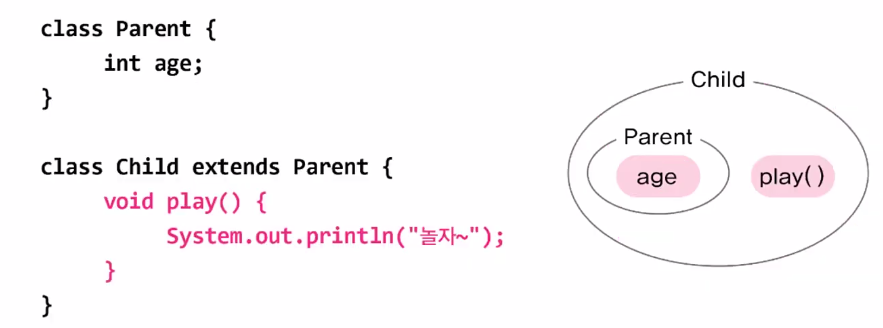 class Parent {
int age;
}
class Child extends Parent {
void play() {
System.out.println("놀자~");
}
}
Child
Parent
age
play()